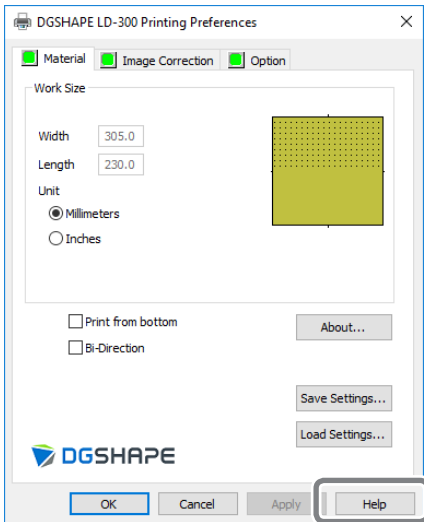 DGSHAPE LD-300 Printing Preferences
Material Image Correction Option
Work Size
Width 305.0
Length 230.0
Unit
Millimeters
Inches
Print from bottom
About...
Bi-Direction
Save Settings...
Load Settings...
DGSHAPE
OK Cancel Apply Help